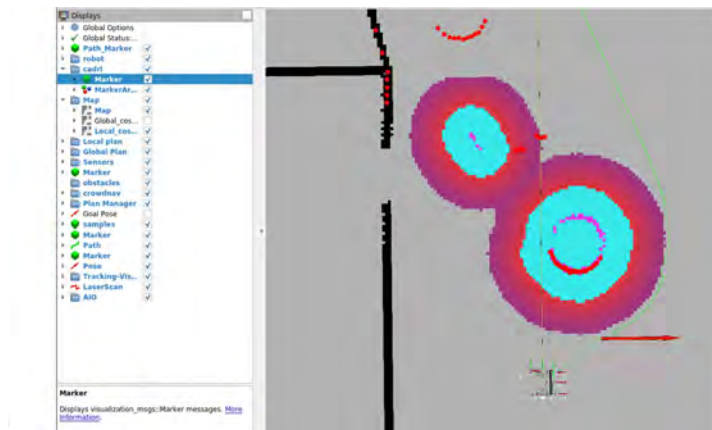 Displays
Global Options
Global Status:...
Path_Marker
robot
cadrl
Marker
MarkerAr...
Map
Map
Global_cos...
Local_cos...
Local plan
Global Plan
Sensors
Marker
obstacles
crowdnav
Plan Manager
Goal Pose
samples
Marker
Path
Marker
Pose
Tracking-Vis...
LaserScan
AIO
Marker
Displays visualization_msgs::Marker messages. More
Information.